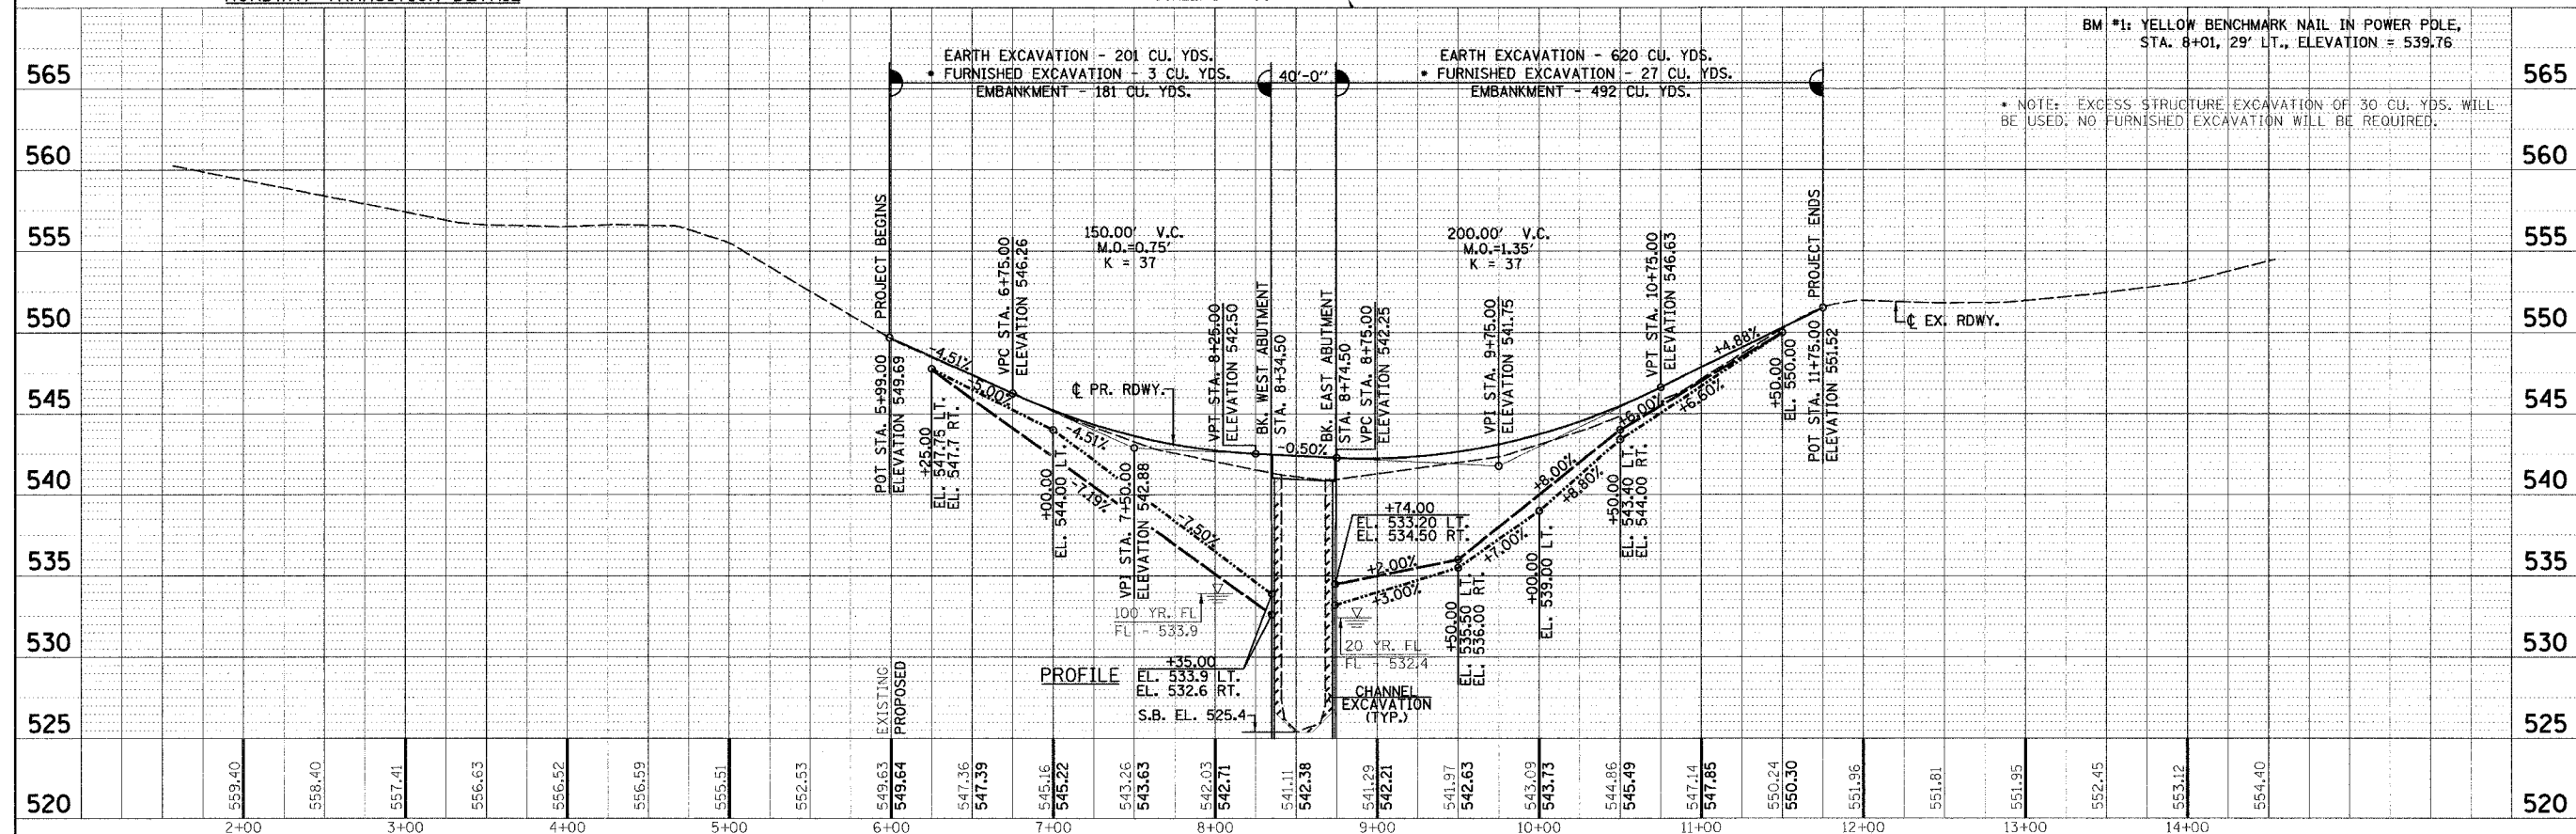 BM #1: YELLOW BENCHMARK NAIL IN POWER POLE,
STA. 8+01, 29' LT., ELEVATION = 539.76
EARTH EXCAVATION - 201 CU. YDS.
* FURNISHED EXCAVATION - 3 CU. YDS.
EMBANKMENT - 181 CU. YDS.
40'-0"
EARTH EXCAVATION - 620 CU. YDS.
* FURNISHED EXCAVATION - 27 CU. YDS.
EMBANKMENT - 492 CU. YDS.
* NOTE: EXCESS STRUCTURE EXCAVATION OF 30 CU. YDS. WILL
BE USED. NO FURNISHED EXCAVATION WILL BE REQUIRED.
565
565
560
560
555
555
550
550
545
545
540
540
535
535
530
530
525
525
520
520
PROJECT BEGINS
POT STA. 5+99.00
ELEVATION 549.69
-4.51%
-5.00%
+25.00
EL. 547.75 LT.
EL. 547.7 RT.
VPC STA. 6+75.00
ELEVATION 546.26
150.00' V.C.
M.O.=0.75'
K = 37
-4.51%
-7.19%
-7.50%
+00.00
EL. 544.00 LT.
VPI STA. 7+50.00
ELEVATION 542.88
℄ PR. RDWY.
VPT STA. 8+25.00
ELEVATION 542.50
BK. WEST ABUTMENT
STA. 8+34.50
-0.50%
BK. EAST ABUTMENT
STA. 8+74.50
VPC STA. 8+75.00
ELEVATION 542.25
200.00' V.C.
M.O.=1.35'
K = 37
VPI STA. 9+75.00
ELEVATION 541.75
VPT STA. 10+75.00
ELEVATION 546.63
+4.88%
+6.00%
+6.60%
+8.00%
+8.80%
+7.00%
+2.00%
+3.00%
+50.00
EL. 550.00
PROJECT ENDS
POT STA. 11+75.00
ELEVATION 551.52
℄ EX. RDWY.
+74.00
EL. 533.20 LT.
EL. 534.50 RT.
+50.00
EL. 535.50 LT.
EL. 536.00 RT.
+00.00
EL. 539.00 LT.
+50.00
EL. 543.40 LT.
EL. 544.00 RT.
100 YR. FL
FL - 533.9
20 YR. FL
FL - 532.4
PROFILE
+35.00
EL. 533.9 LT.
EL. 532.6 RT.
S.B. EL. 525.4
CHANNEL
EXCAVATION
(TYP.)
EXISTING
PROPOSED
559.40
558.40
557.41
556.63
556.52
556.59
555.51
552.53
549.63
549.64
547.36
547.39
545.16
545.22
543.26
543.63
542.03
542.71
541.11
542.38
541.29
542.21
541.97
542.63
543.09
543.73
544.86
545.49
547.14
547.85
550.24
550.30
551.96
551.81
551.95
552.45
553.12
554.40
2+00
3+00
4+00
5+00
6+00
7+00
8+00
9+00
10+00
11+00
12+00
13+00
14+00